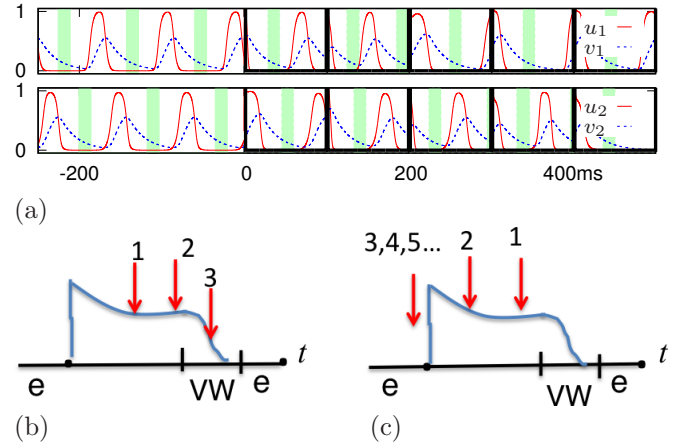 1
u1
v1
0
1
u2
v2
0
-200 0 200 400ms
(a)
1 2 3
3,4,5... 2 1
e VW e t
e VW e t
(b) (c)